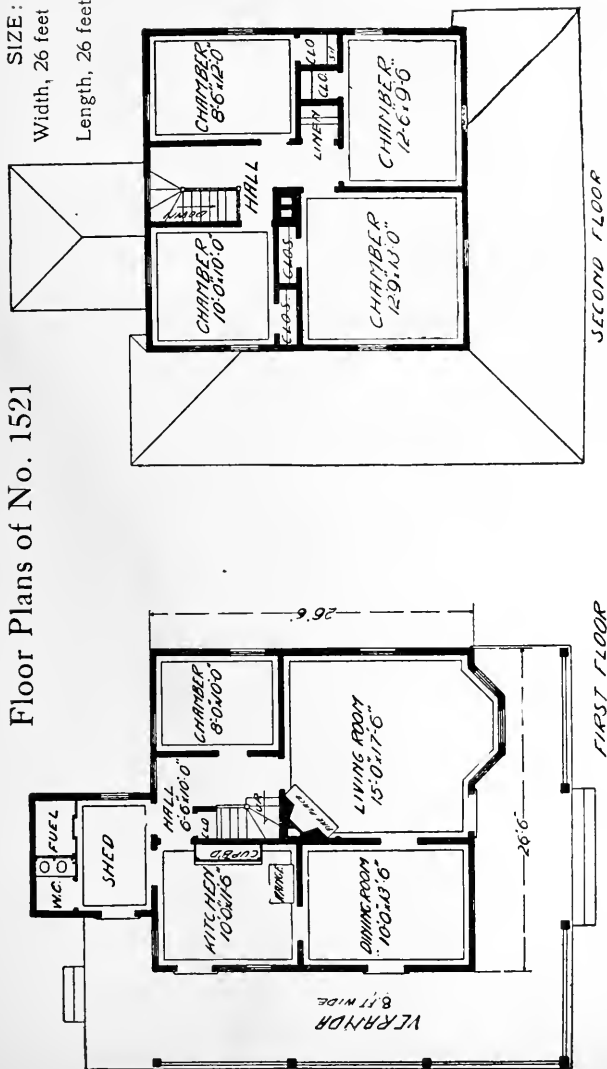 Floor Plans of No. 1521
SIZE:
Width, 26 feet
Length, 26 feet
W.C.
FUEL
SHED
HALL
6'-6"x10'-0"
CHAMBER
8'-0"x10'-0"
KITCHEN
10'-0"x11'-6"
CLO
CUPB'D
RANGE
UP
DINING ROOM
10'-0"x13'-6"
LIVING ROOM
15'-0"x17'-6"
VERANDA
8 FT WIDE
26'6"
26'6"
FIRST FLOOR
CHAMBER
10'-0"x10'-0"
DOWN
HALL
CHAMBER
8'-6"x12'-0"
CLOS.
CLOS.
LINEN
CLO.
CLO
SH
CHAMBER
12'-9"x13'-0"
CHAMBER
12'-6"x9'-6"
SECOND FLOOR